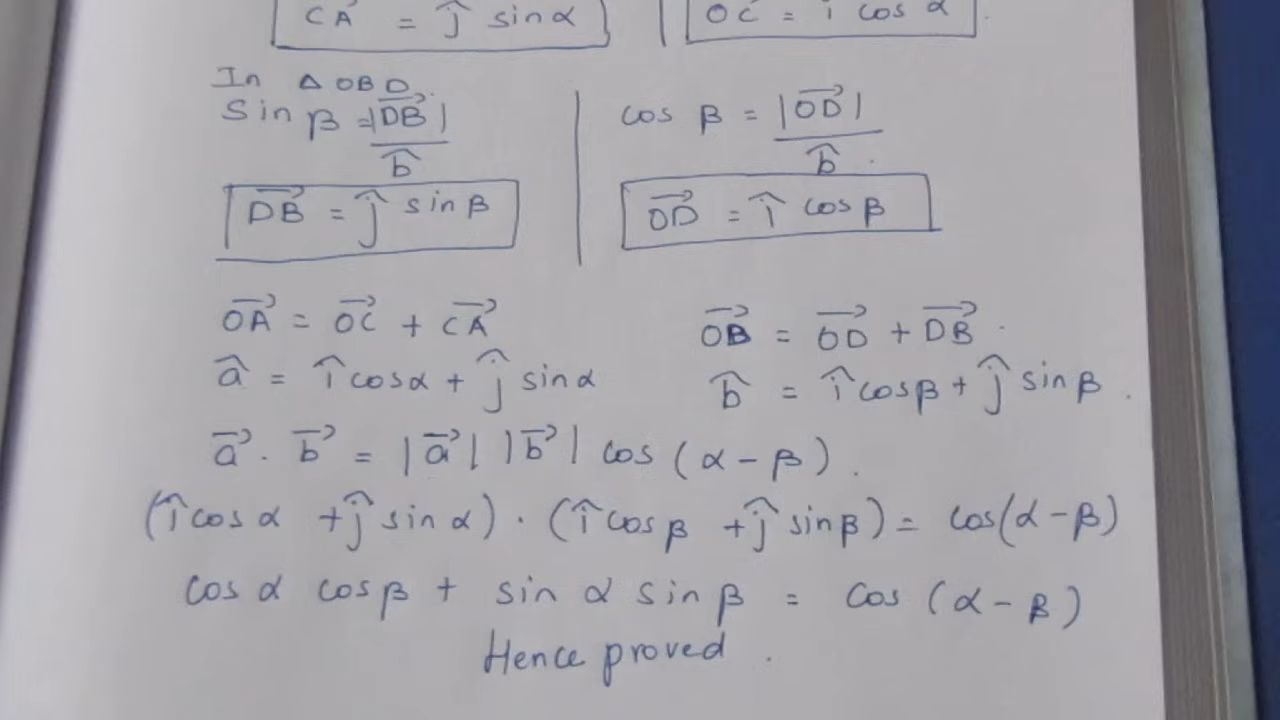 CA⃗ = ĵ sin α | OC⃗ = î cos α
In △ OBD.
Sin β = |DB⃗| / b̂ | cos β = |OD⃗| / b̂.
DB⃗ = ĵ sin β | OD⃗ = î cos β
OA⃗ = OC⃗ + CA⃗ OB⃗ = OD⃗ + DB⃗.
â = î cos α + ĵ sin α b̂ = î cos β + ĵ sin β.
a⃗ . b⃗ = |a⃗| |b⃗| cos (α - β).
(î cos α + ĵ sin α) . (î cos β + ĵ sin β) = cos(α - β)
cos α cos β + sin α sin β = cos (α - β)
Hence proved.